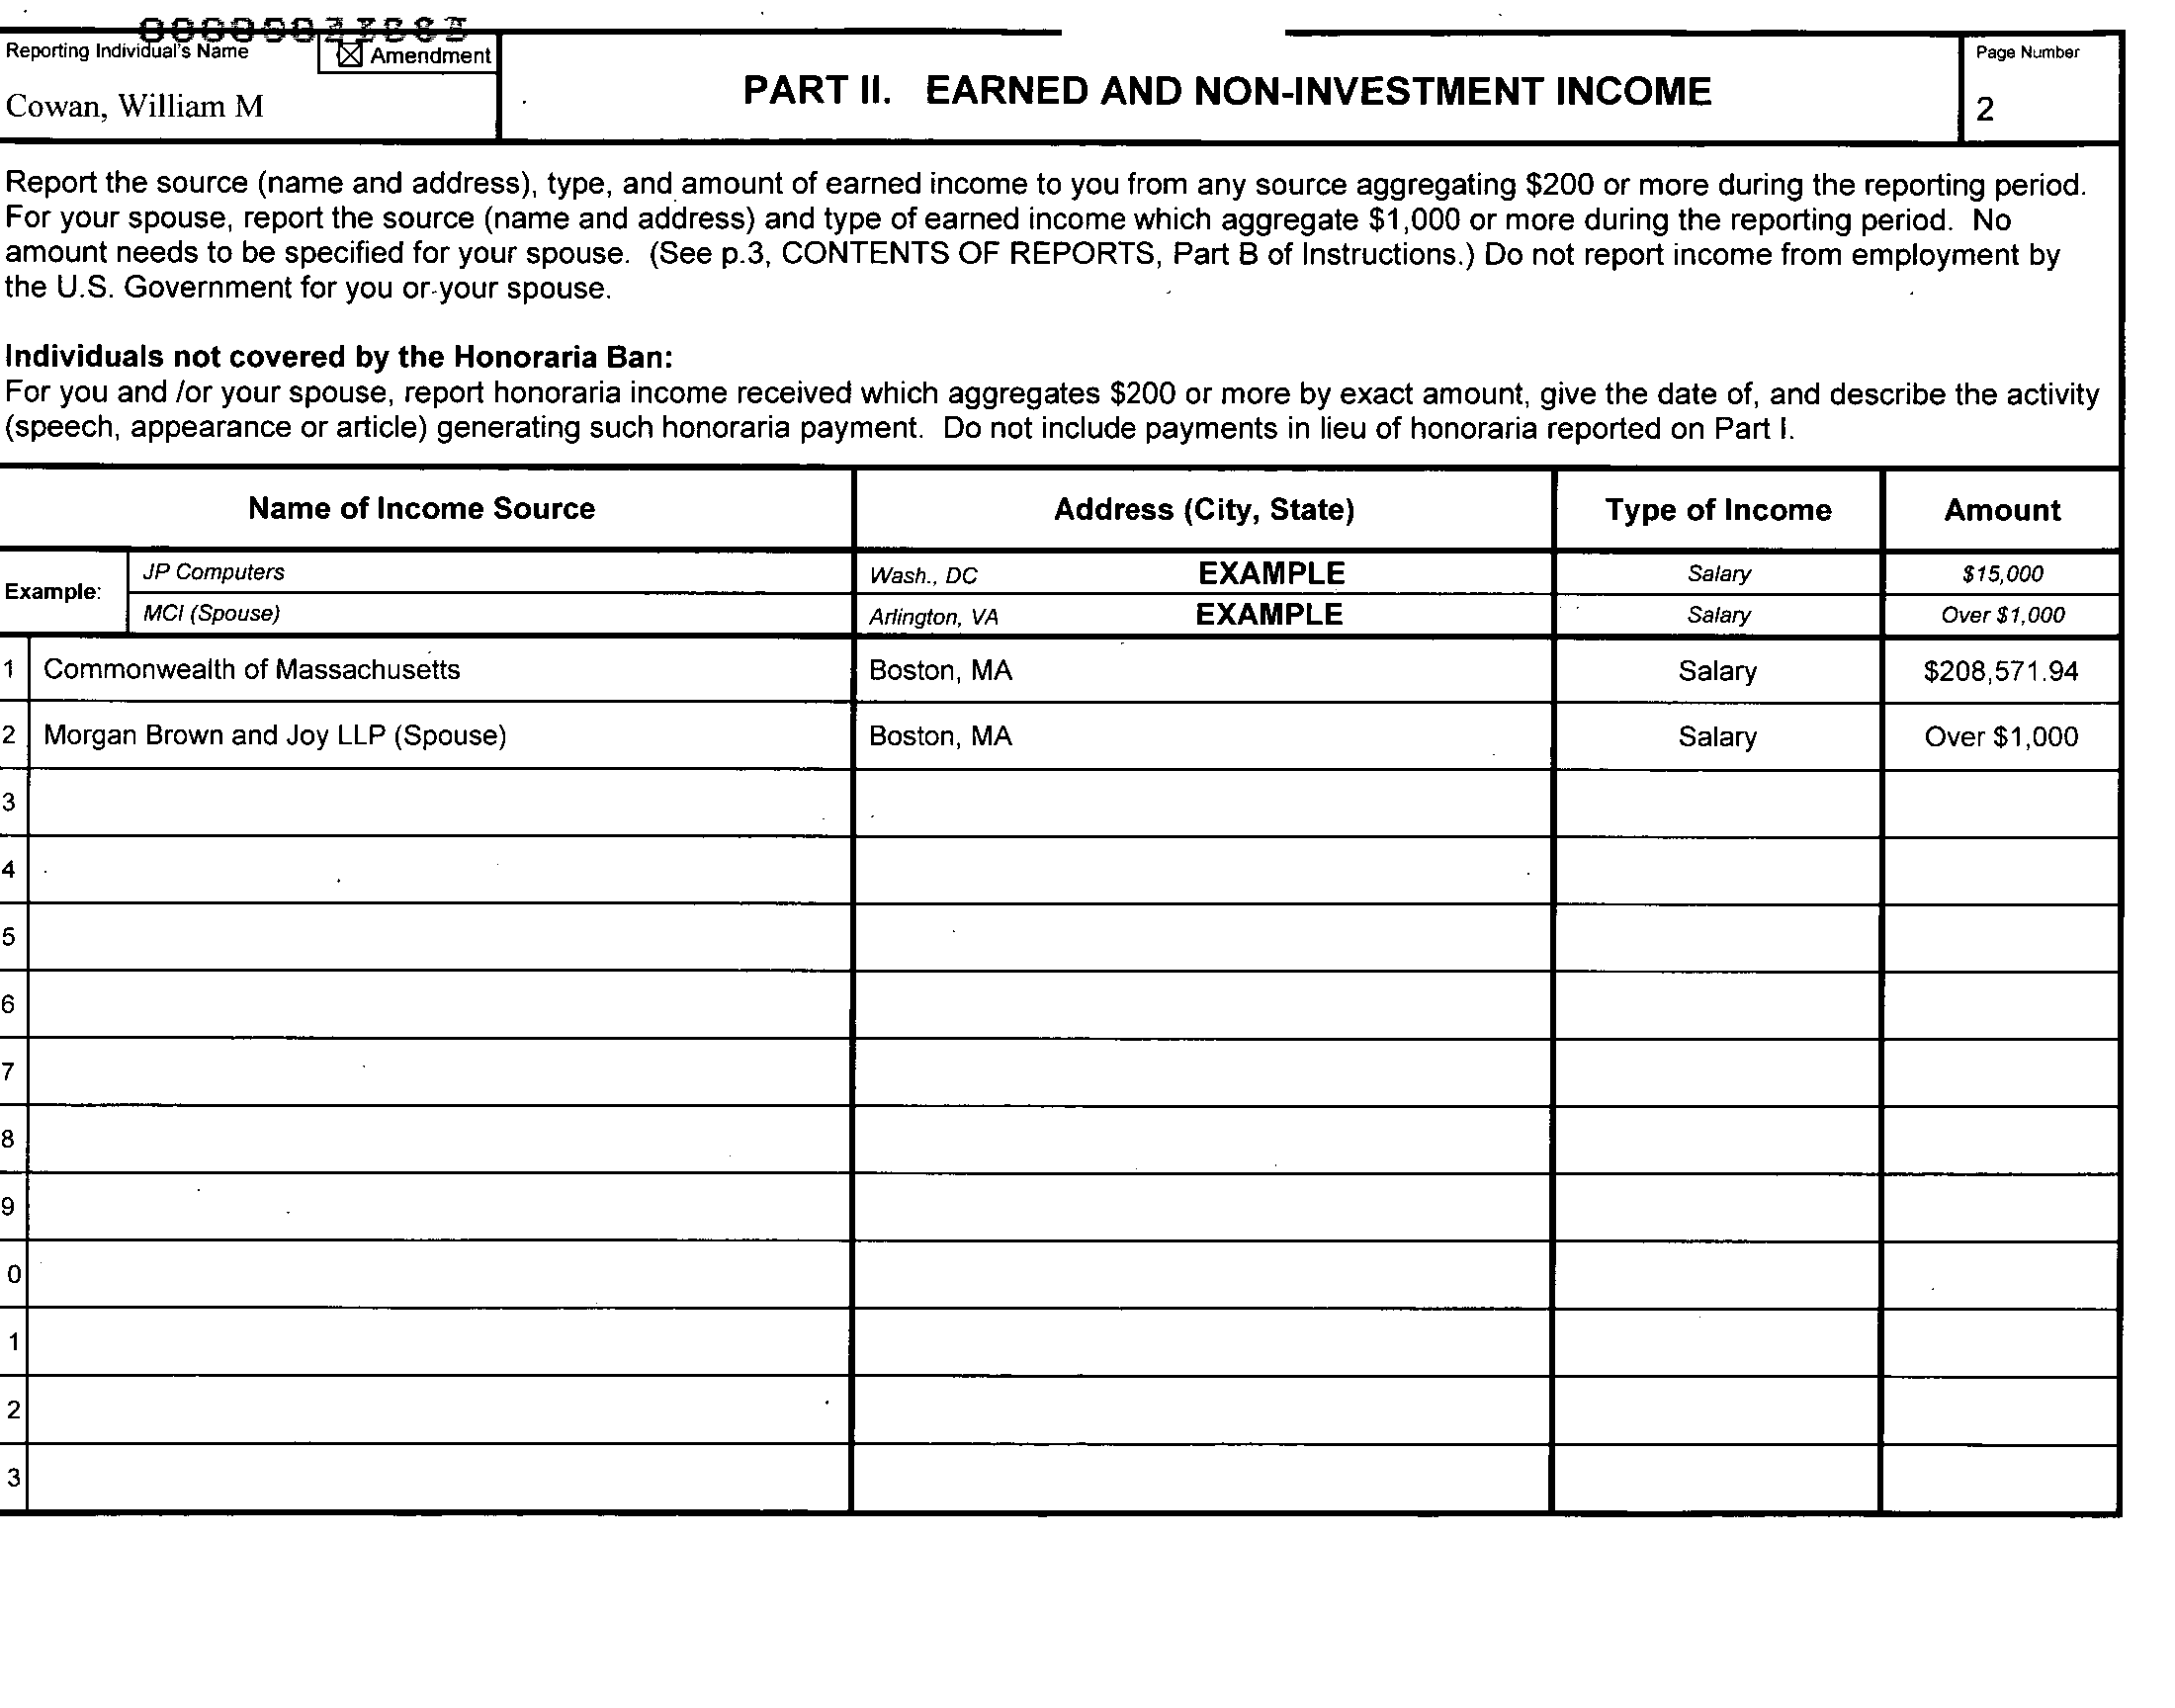 Reporting Individual's Name
Amendment
Cowan, William M
PART II. EARNED AND NON-INVESTMENT INCOME
Page Number
2
Report the source (name and address), type, and amount of earned income to you from any source aggregating $200 or more during the reporting period.
For your spouse, report the source (name and address) and type of earned income which aggregate $1,000 or more during the reporting period. No
amount needs to be specified for your spouse. (See p.3, CONTENTS OF REPORTS, Part B of Instructions.) Do not report income from employment by
the U.S. Government for you or your spouse.
Individuals not covered by the Honoraria Ban:
For you and /or your spouse, report honoraria income received which aggregates $200 or more by exact amount, give the date of, and describe the activity
(speech, appearance or article) generating such honoraria payment. Do not include payments in lieu of honoraria reported on Part I.
Name of Income Source Address (City, State) Type of Income Amount
Example: JP Computers Wash., DC EXAMPLE Salary $15,000
MCI (Spouse) Arlington, VA EXAMPLE Salary Over $1,000
1 Commonwealth of Massachusetts Boston, MA Salary $208,571.94
2 Morgan Brown and Joy LLP (Spouse) Boston, MA Salary Over $1,000
3
4
5
6
7
8
9
0
1
2
3